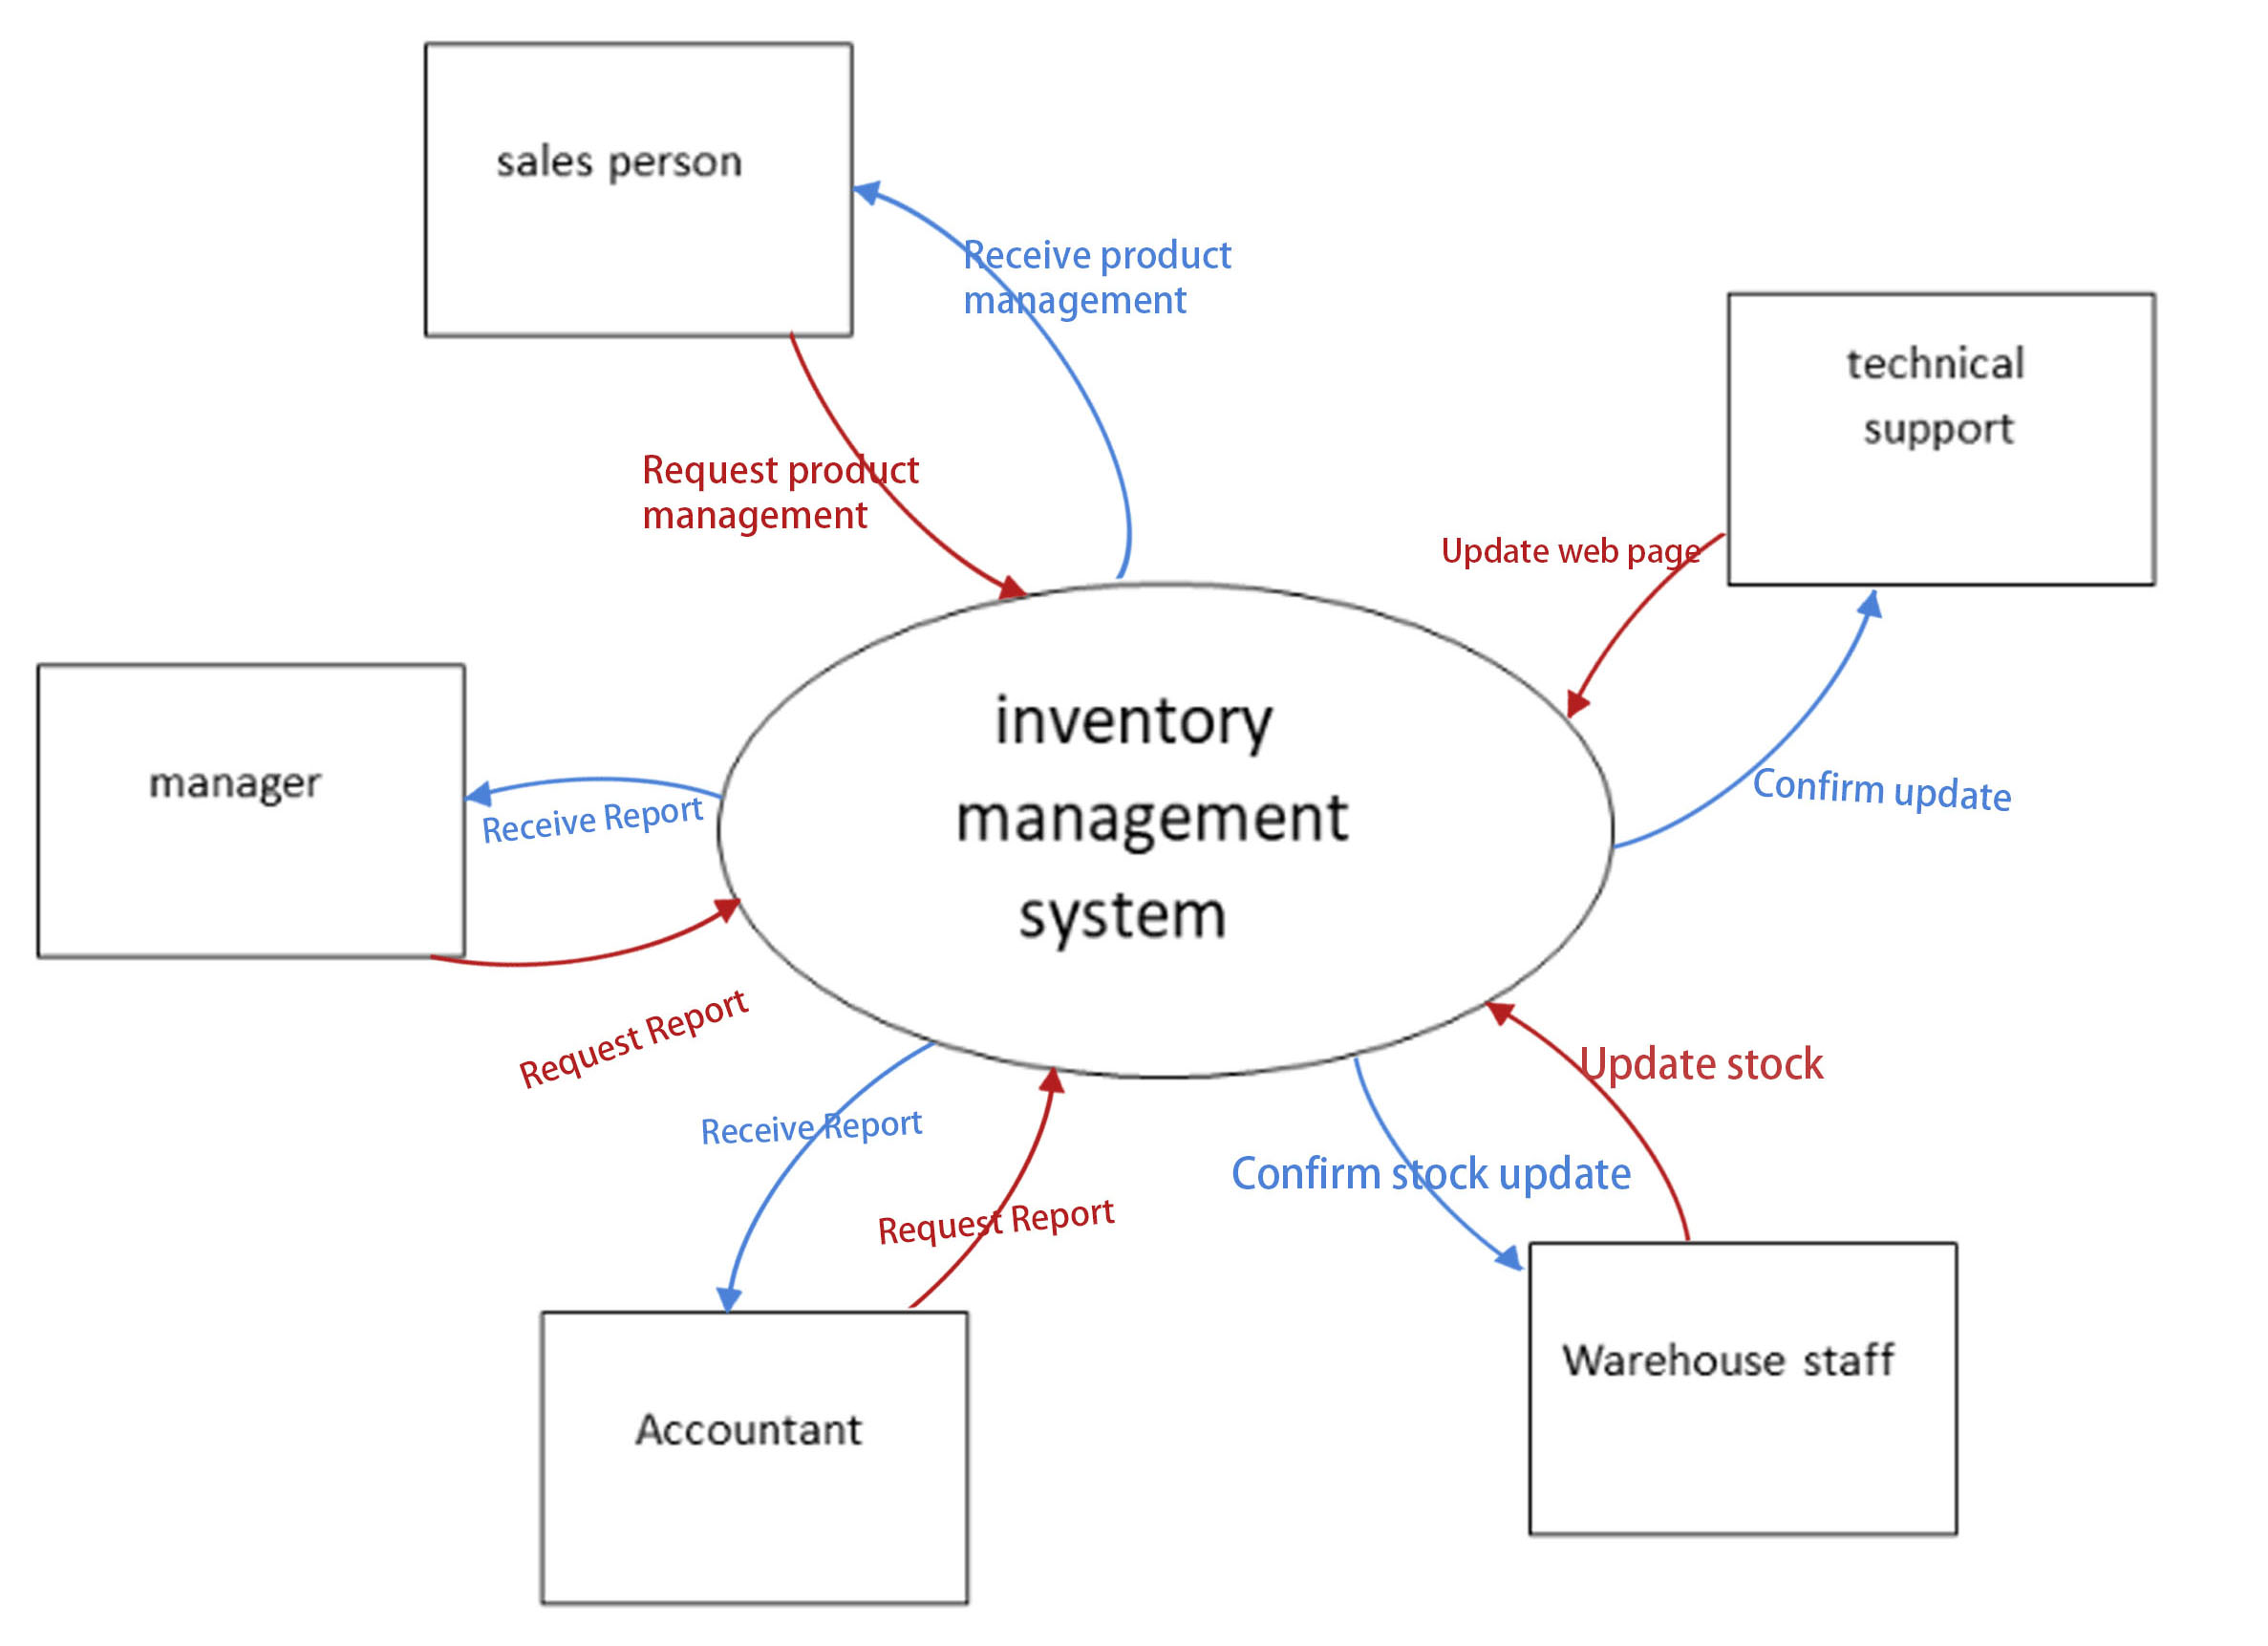 sales person
Receive product
management
technical
support
Request product
management
Update web page
inventory
management
system
manager
Receive Report
Confirm update
Request Report
Update stock
Receive Report
Confirm stock update
Request Report
Warehouse staff
Accountant